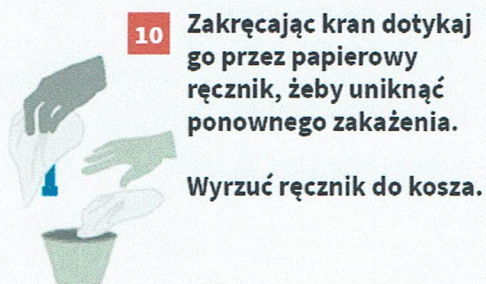 10
Zakręcając kran dotykaj
go przez papierowy
ręcznik, żeby uniknąć
ponownego zakażenia.
Wyrzuć ręcznik do kosza.